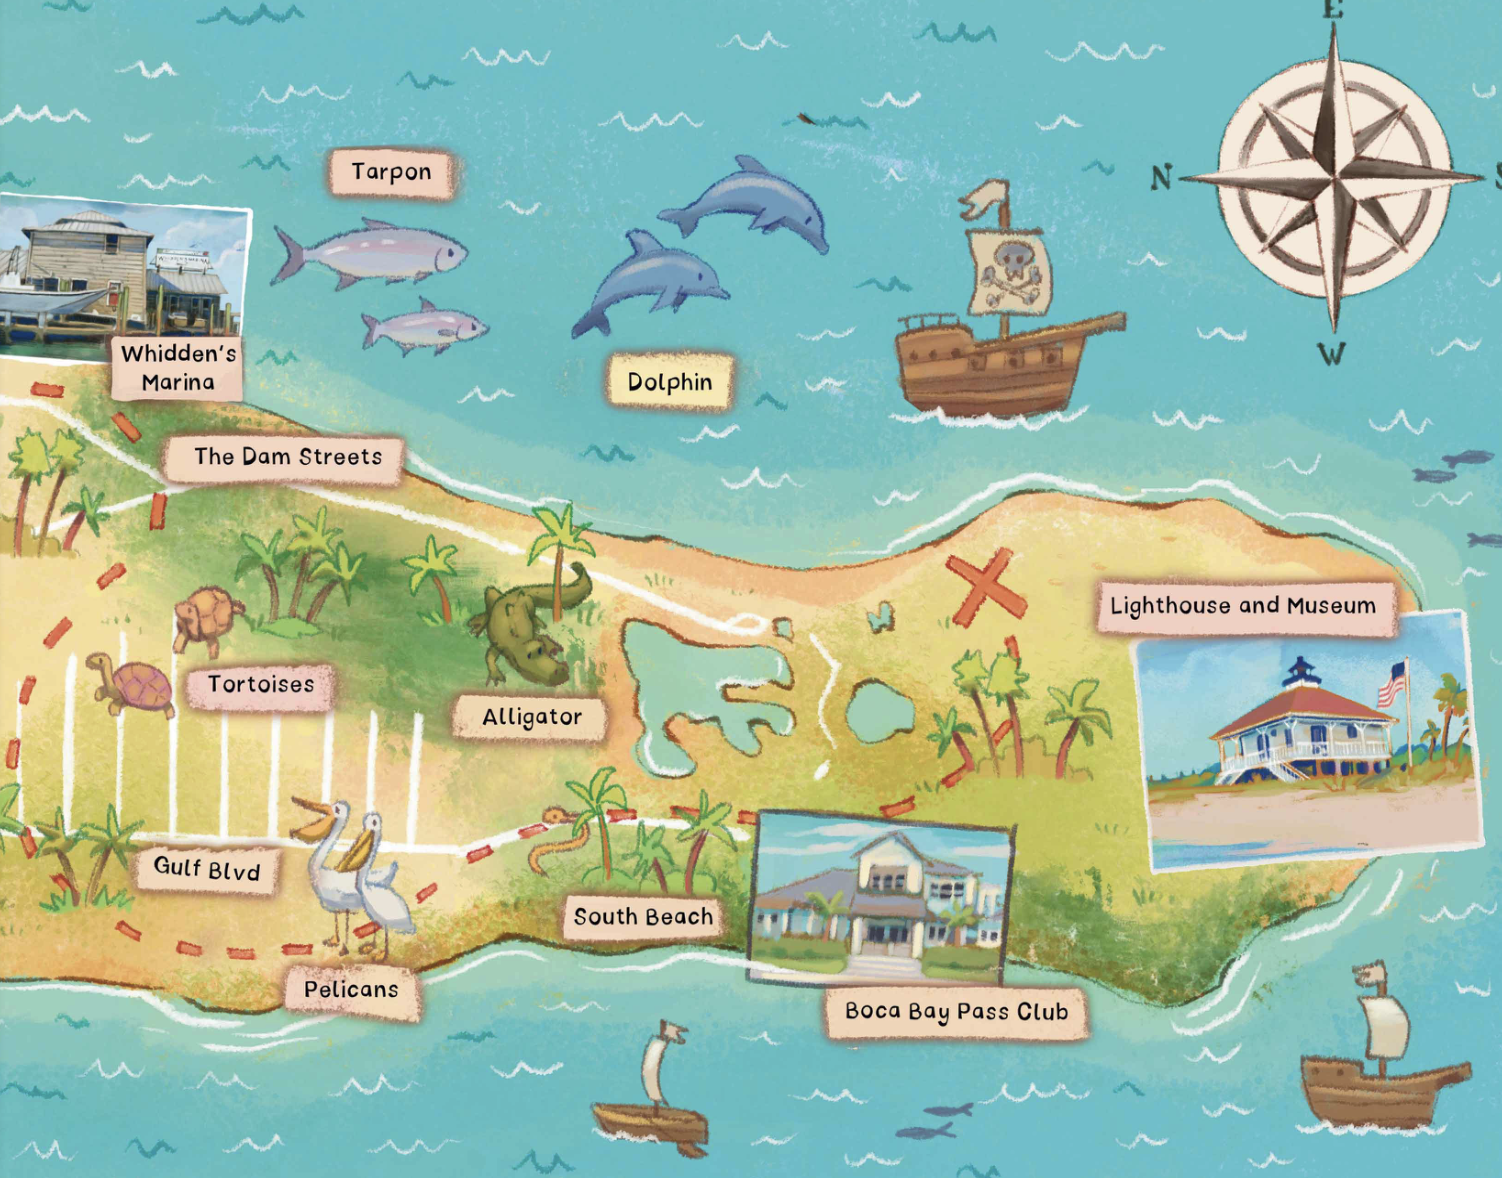 E
N
S
W
Tarpon
Whidden's
Marina
Dolphin
The Dam Streets
Lighthouse and Museum
Tortoises
Alligator
Gulf Blvd
South Beach
Pelicans
Boca Bay Pass Club